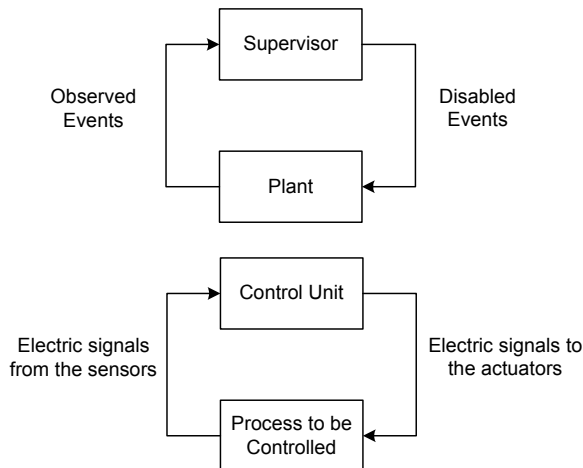 Supervisor
Observed
Events
Disabled
Events
Plant
Control Unit
Electric signals
from the sensors
Electric signals to
the actuators
Process to be
Controlled